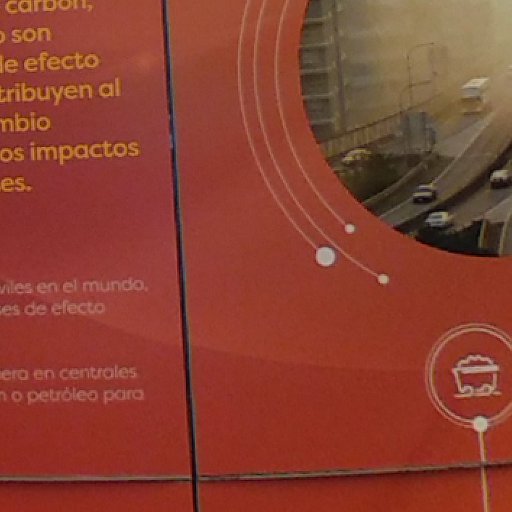 carbón,
son
de efecto
tribuyen al
mbio
os impactos
es.
viles en el mundo,
es de efecto
era en centrales
n o petróleo para